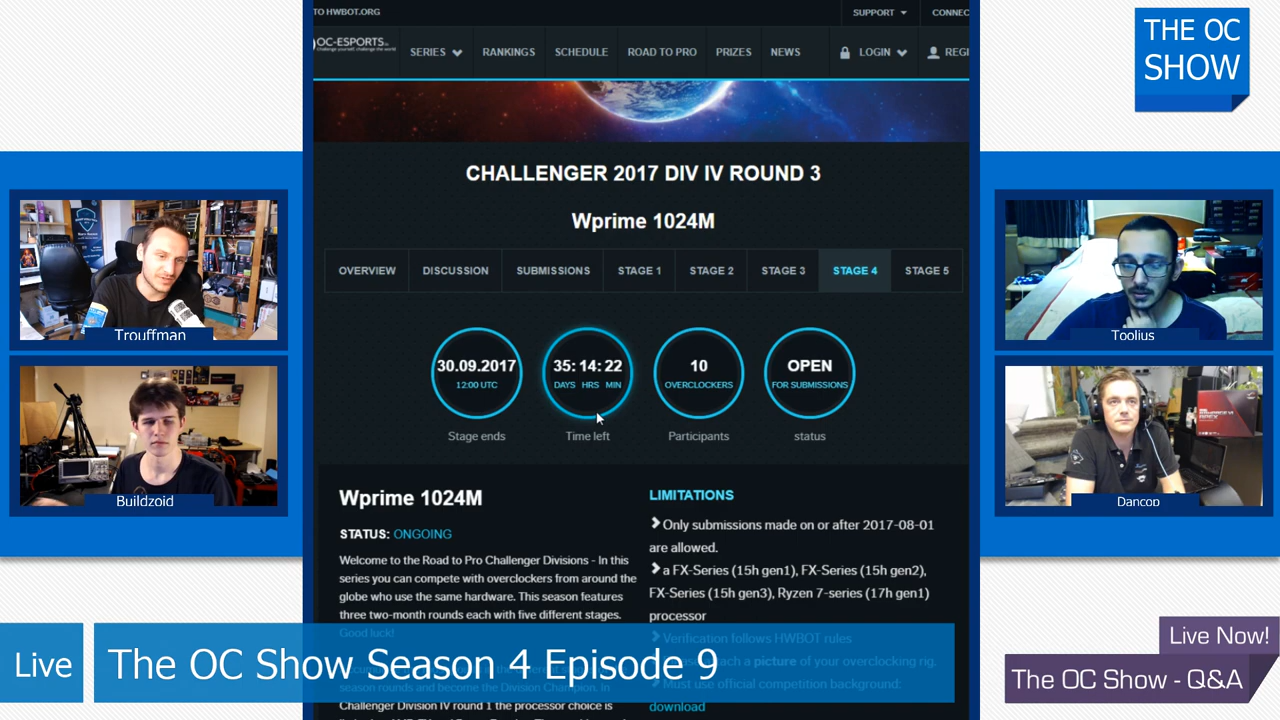 TO HWBOT.ORG
SUPPORT
CONNEC
OC-ESPORTS
SERIES
RANKINGS
SCHEDULE
ROAD TO PRO
PRIZES
NEWS
LOGIN
REGI
THE OC
SHOW
CHALLENGER 2017 DIV IV ROUND 3
Wprime 1024M
OVERVIEW
DISCUSSION
SUBMISSIONS
STAGE 1
STAGE 2
STAGE 3
STAGE 4
STAGE 5
30.09.2017
12:00 UTC
Stage ends
35: 14: 22
DAYS HRS MIN
Time left
10
OVERCLOCKERS
Participants
OPEN
FOR SUBMISSIONS
status
Trouffman
Buildzoid
Toolius
Dancop
Wprime 1024M
STATUS: ONGOING
Welcome to the Road to Pro Challenger Divisions - In this
series you can compete with overclockers from around the
globe who use the same hardware. This season features
three two-month rounds each with five different stages.
Good luck!
season rounds and become the Division Champion. In
Challenger Division IV round 1 the processor choice is
LIMITATIONS
Only submissions made on or after 2017-08-01
are allowed.
a FX-Series (15h gen1), FX-Series (15h gen2),
FX-Series (15h gen3), Ryzen 7-series (17h gen1)
processor
Verification follows HWBOT rules
attach a picture of your overclocking rig.
Must use official competition background:
download
Live
The OC Show Season 4 Episode 9
Live Now!
The OC Show - Q&A